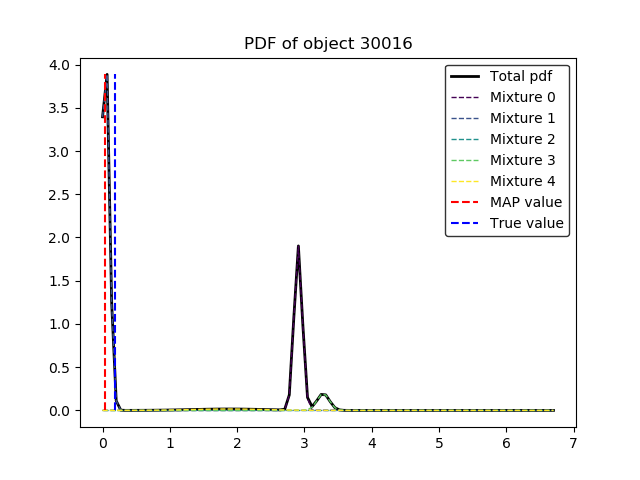 PDF of object 30016
4.0
3.5
3.0
2.5
2.0
1.5
1.0
0.5
0.0
Total pdf
Mixture 0
Mixture 1
Mixture 2
Mixture 3
Mixture 4
MAP value
True value
0 1 2 3 4 5 6 7